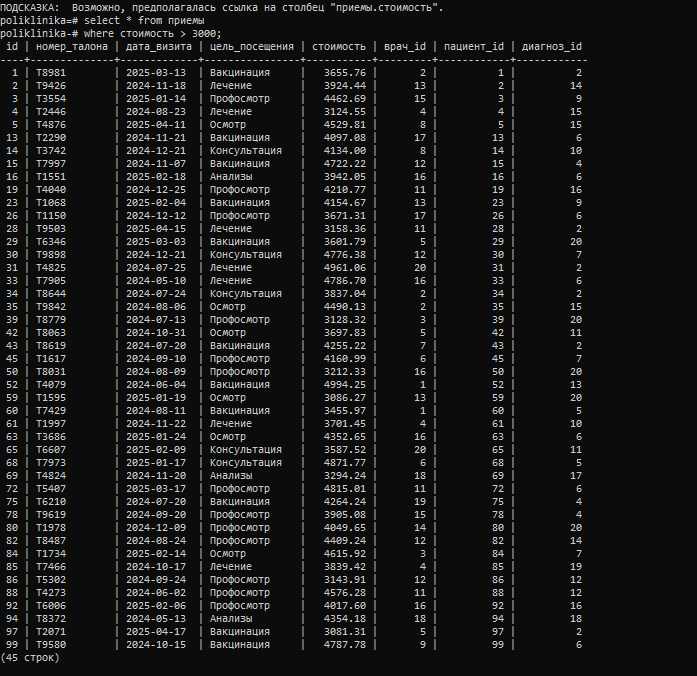 ПОДСКАЗКА:  Возможно, предполагалась ссылка на столбец "приемы.стоимость".
poliklinika=# select * from приемы
poliklinika-# where стоимость > 3000;
 id | номер_талона | дата_визита | цель_посещения | стоимость | врач_id | пациент_id | диагноз_id
----+--------------+-------------+----------------+-----------+---------+------------+------------
  1 | T8981        | 2025-03-13  | Вакцинация     |   3655.76 |       2 |          1 |          2
  2 | T9426        | 2024-11-18  | Лечение        |   3924.44 |      13 |          2 |         14
  3 | T3554        | 2025-01-14  | Профосмотр     |   4462.69 |      15 |          3 |          9
  4 | T2446        | 2024-08-23  | Лечение        |   3124.55 |       4 |          4 |         15
  5 | T4876        | 2025-04-11  | Осмотр         |   4529.81 |       8 |          5 |         15
 13 | T2290        | 2024-11-21  | Вакцинация     |   4097.08 |      17 |         13 |          6
 14 | T3742        | 2024-12-21  | Консультация   |   4134.00 |       8 |         14 |         10
 15 | T7997        | 2024-11-07  | Вакцинация     |   4722.22 |      12 |         15 |          4
 16 | T1551        | 2025-02-18  | Анализы        |   3942.05 |      16 |         16 |          6
 19 | T4040        | 2024-12-25  | Профосмотр     |   4210.77 |      11 |         19 |         16
 23 | T1068        | 2025-02-04  | Вакцинация     |   4154.67 |      13 |         23 |          9
 26 | T1150        | 2024-12-12  | Профосмотр     |   3671.31 |      17 |         26 |          6
 28 | T9503        | 2025-04-15  | Лечение        |   3158.36 |      11 |         28 |          2
 29 | T6346        | 2025-03-03  | Вакцинация     |   3601.79 |       5 |         29 |         20
 30 | T9898        | 2024-12-21  | Консультация   |   4776.38 |      12 |         30 |          7
 31 | T4825        | 2024-07-25  | Лечение        |   4961.06 |      20 |         31 |          2
 33 | T7905        | 2024-05-10  | Лечение        |   4786.70 |      16 |         33 |          6
 34 | T8644        | 2024-07-24  | Консультация   |   3837.04 |       2 |         34 |          2
 35 | T9842        | 2024-08-06  | Осмотр         |   4490.13 |       2 |         35 |         15
 39 | T8779        | 2024-07-13  | Профосмотр     |   3128.32 |       3 |         39 |         20
 42 | T8063        | 2024-10-31  | Осмотр         |   3697.83 |       5 |         42 |         11
 43 | T8619        | 2024-07-20  | Вакцинация     |   4255.22 |       7 |         43 |          2
 45 | T1617        | 2024-09-10  | Профосмотр     |   4160.99 |       6 |         45 |          7
 50 | T8031        | 2024-08-09  | Профосмотр     |   3212.33 |      16 |         50 |         20
 52 | T4079        | 2024-06-04  | Вакцинация     |   4994.25 |       1 |         52 |         13
 59 | T1595        | 2025-01-19  | Осмотр         |   3086.27 |      13 |         59 |         20
 60 | T7429        | 2024-08-11  | Вакцинация     |   3455.97 |       1 |         60 |          5
 61 | T1997        | 2024-11-22  | Лечение        |   3701.45 |       4 |         61 |         10
 63 | T3686        | 2025-01-24  | Осмотр         |   4352.65 |      16 |         63 |          6
 65 | T6607        | 2025-02-09  | Консультация   |   3587.52 |      20 |         65 |         11
 68 | T7973        | 2025-01-17  | Консультация   |   4871.77 |       6 |         68 |          5
 69 | T4824        | 2024-11-20  | Анализы        |   3294.24 |      18 |         69 |         17
 72 | T5407        | 2025-03-17  | Профосмотр     |   4815.01 |      11 |         72 |          6
 75 | T6210        | 2024-07-20  | Вакцинация     |   4264.24 |      19 |         75 |          4
 78 | T9619        | 2024-09-20  | Профосмотр     |   3905.08 |      15 |         78 |          4
 80 | T1978        | 2024-12-09  | Профосмотр     |   4049.65 |      14 |         80 |         20
 82 | T8487        | 2024-08-24  | Профосмотр     |   4409.24 |      12 |         82 |         14
 84 | T1734        | 2025-02-14  | Осмотр         |   4615.92 |       3 |         84 |          7
 85 | T7466        | 2024-10-17  | Лечение        |   3839.42 |       4 |         85 |         19
 86 | T5302        | 2024-09-24  | Профосмотр     |   3143.91 |      12 |         86 |         12
 88 | T4273        | 2024-06-02  | Профосмотр     |   4576.28 |      11 |         88 |         12
 92 | T6006        | 2025-02-06  | Профосмотр     |   4017.60 |      16 |         92 |         16
 94 | T8372        | 2024-05-13  | Анализы        |   4354.18 |      18 |         94 |         18
 97 | T2071        | 2025-04-17  | Вакцинация     |   3081.31 |       5 |         97 |          2
 99 | T9580        | 2024-10-15  | Вакцинация     |   4787.78 |       9 |         99 |          6
(45 строк)